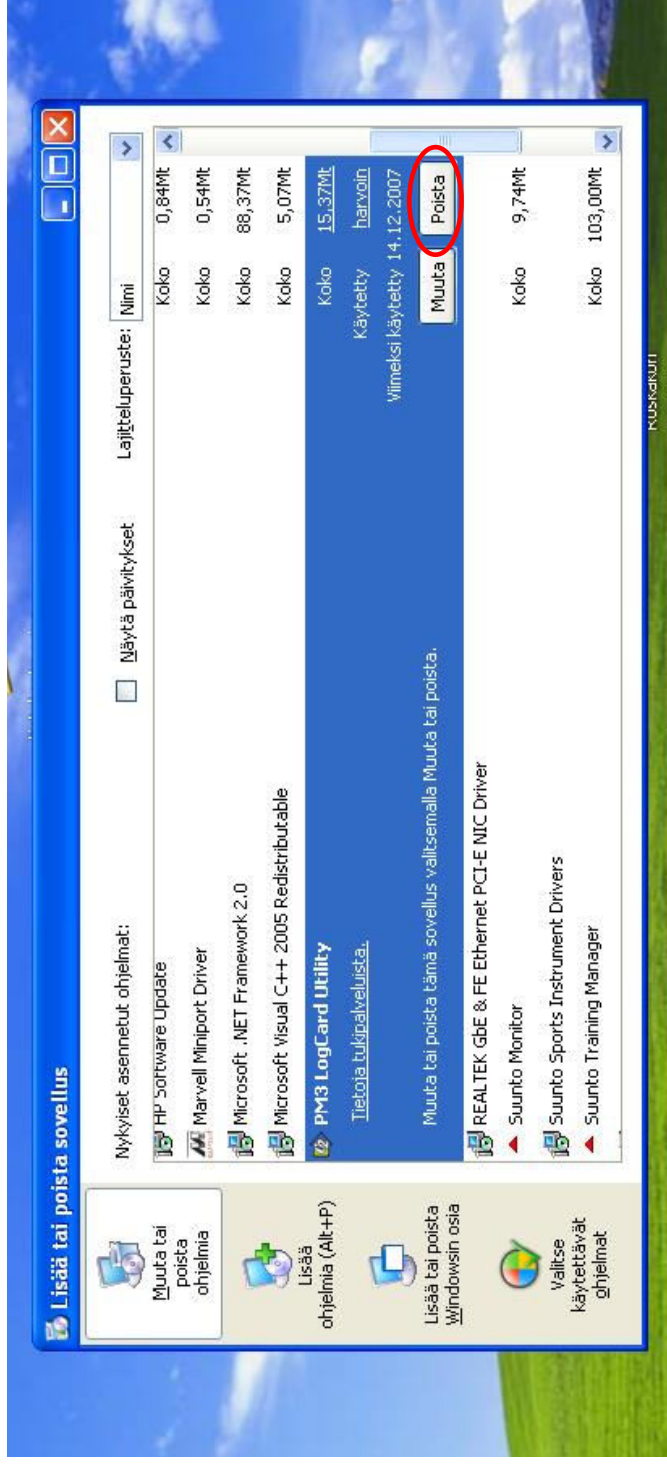 Lisää tai poista sovellus
Muuta tai
poista
ohjelmia
Lisää
ohjelmia (Alt+P)
Lisää tai poista
Windowsin osia
Valitse
käytettävät
ohjelmat
Nykyiset asennetut ohjelmat:
Näytä päivitykset
Lajitteluperuste:
Nimi
HP Software Update
Koko
0,84Mt
Marvell Miniport Driver
Koko
0,54Mt
Microsoft .NET Framework 2.0
Koko
88,37Mt
Microsoft Visual C++ 2005 Redistributable
Koko
5,07Mt
PM3 LogCard Utility
Koko
15,37Mt
Tietoja tukipalveluista.
Käytetty
harvoin
Viimeksi käytetty 14.12.2007
Muuta tai poista tämä sovellus valitsemalla Muuta tai poista.
Muuta
Poista
REALTEK GbE & FE Ethernet PCI-E NIC Driver
Suunto Monitor
Koko
9,74Mt
Suunto Sports Instrument Drivers
Suunto Training Manager
Koko
103,00Mt
Roskakori